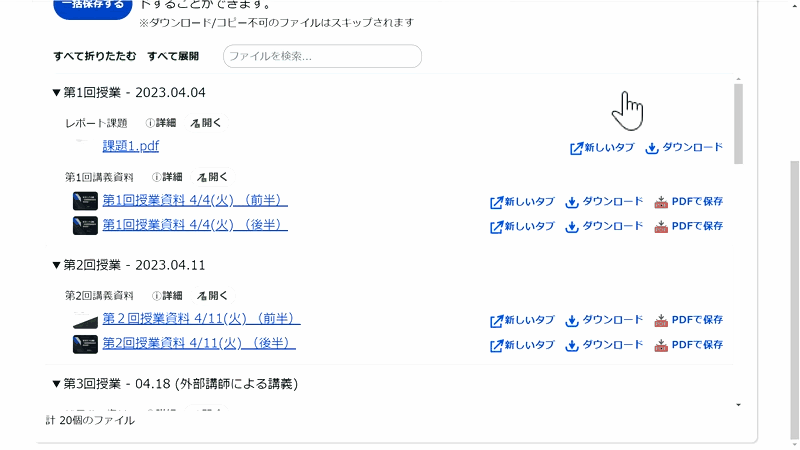 一括保存する ドすることができます。
※ダウンロード/コピー不可のファイルはスキップされます
すべて折りたたむ すべて展開 ファイルを検索...
▼第1回授業 - 2023.04.04
レポート課題 ⓘ詳細 開く
課題1.pdf 新しいタブ ダウンロード
第1回講義資料 ⓘ詳細 開く
第1回授業資料 4/4(火) （前半） 新しいタブ ダウンロード PDFで保存
第1回授業資料 4/4(火) （後半） 新しいタブ ダウンロード PDFで保存
▼第2回授業 - 2023.04.11
第2回講義資料 ⓘ詳細 開く
第２回授業資料 4/11(火) （前半） 新しいタブ ダウンロード PDFで保存
第2回授業資料 4/11(火) （後半） 新しいタブ ダウンロード PDFで保存
▼第3回授業 - 04.18 (外部講師による講義)
計 20個のファイル